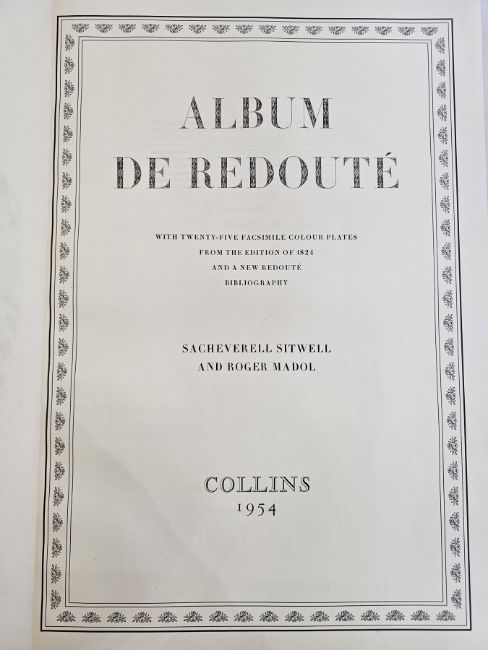 ALBUM
DE REDOUTÉ
WITH TWENTY-FIVE FACSIMILE COLOUR PLATES
FROM THE EDITION OF 1824
AND A NEW REDOUTÉ
BIBLIOGRAPHY
SACHEVERELL SITWELL
AND ROGER MADOL
COLLINS
1954